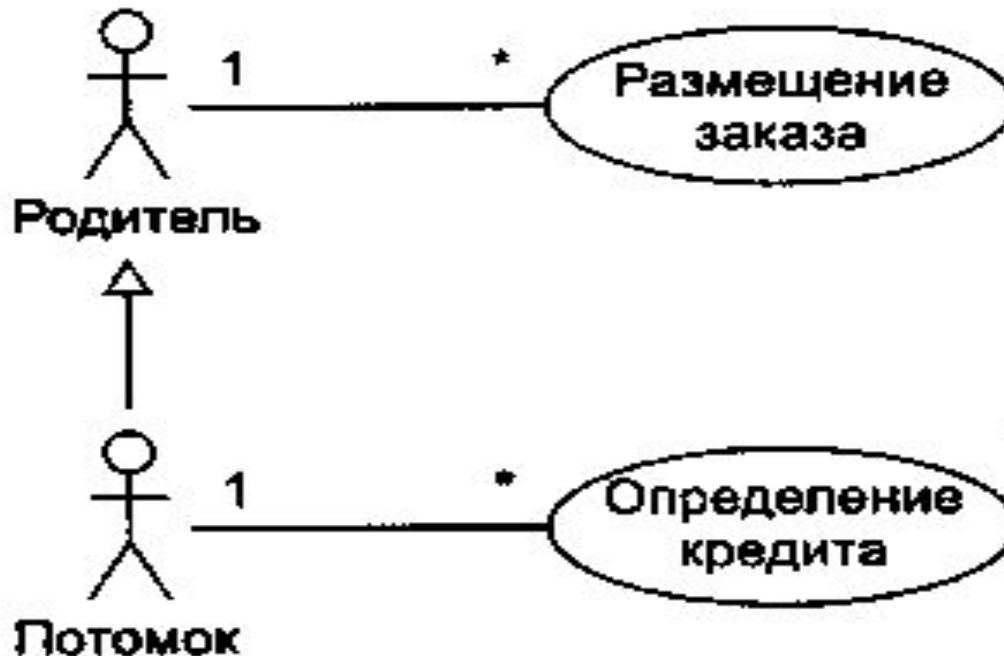 1 *
Размещение
заказа
Родитель
1 *
Определение
кредита
Потомок